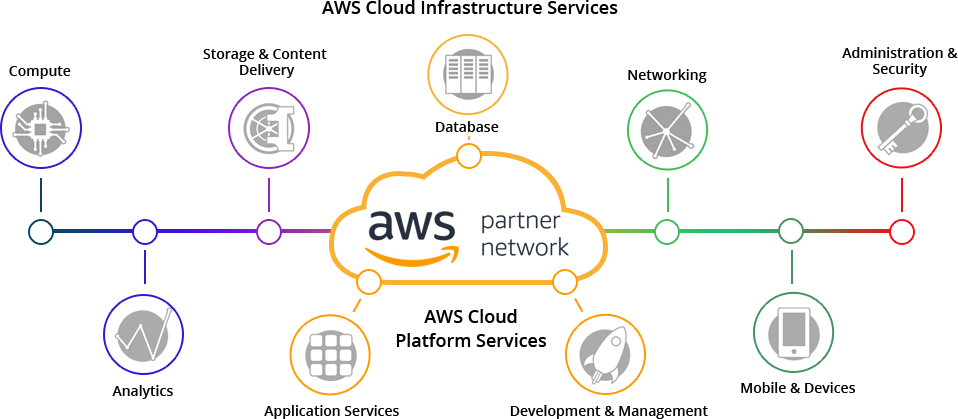 AWS Cloud Infrastructure Services
Compute
Storage & Content
Delivery
Database
Networking
Administration &
Security
aws partner
network
AWS Cloud
Platform Services
Analytics
Application Services
Development & Management
Mobile & Devices